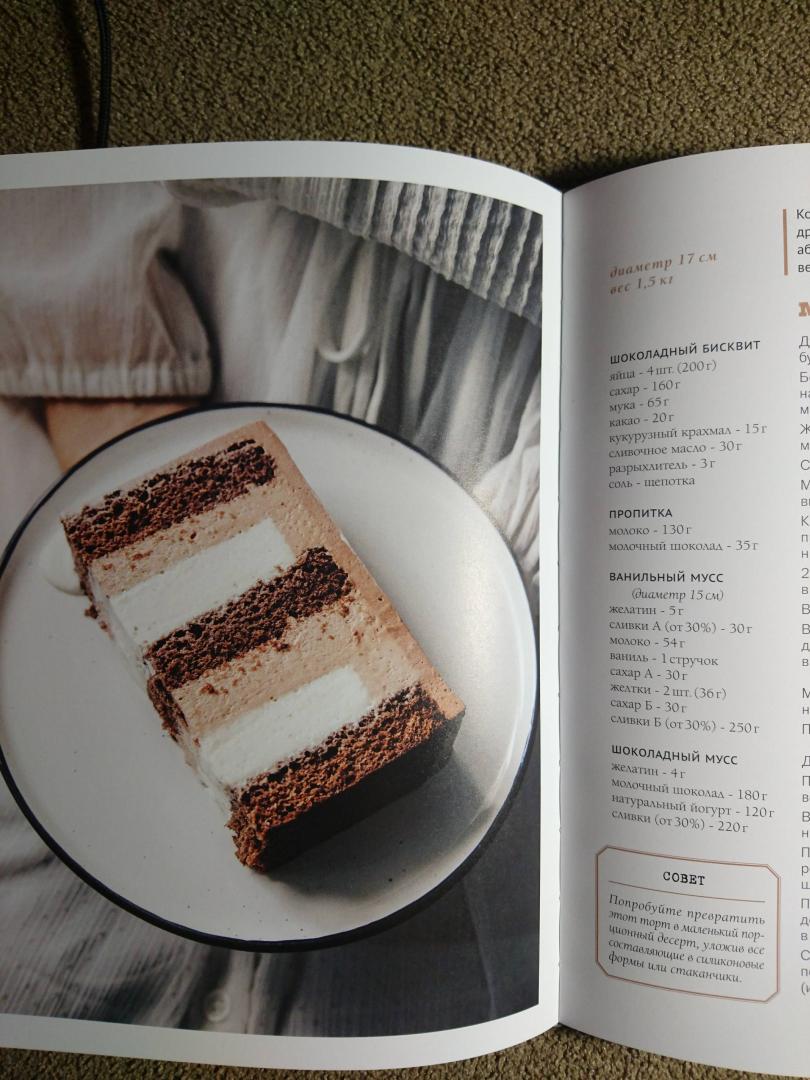 диаметр 17 см
вес 1,5 кг
ШОКОЛАДНЫЙ БИСКВИТ
яйца - 4 шт. (200 г)
сахар - 160 г
мука - 65 г
какао - 20 г
кукурузный крахмал - 15 г
сливочное масло - 30 г
разрыхлитель - 3 г
соль - щепотка
ПРОПИТКА
молоко - 130 г
молочный шоколад - 35 г
ВАНИЛЬНЫЙ МУСС
(диаметр 15 см)
желатин - 5 г
сливки А (от 30%) - 30 г
молоко - 54 г
ваниль - 1 стручок
сахар А - 30 г
желтки - 2 шт. (36 г)
сахар Б - 30 г
сливки Б (от 30%) - 250 г
ШОКОЛАДНЫЙ МУСС
желатин - 4 г
молочный шоколад - 180 г
натуральный йогурт - 120 г
сливки (от 30%) - 220 г
СОВЕТ
Попробуйте превратить
этот торт в маленький пор-
ционный десерт, уложив все
составляющие в силиконовые
формы или стаканчики.